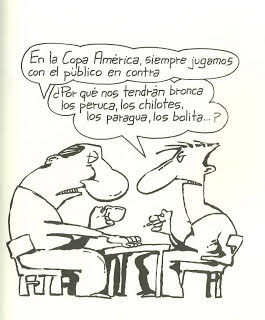 En la Copa América, siempre jugamos
con el público en contra
¿Por qué nos tendrán bronca
los peruca, los chilotes,
los paragua, los bolita...?